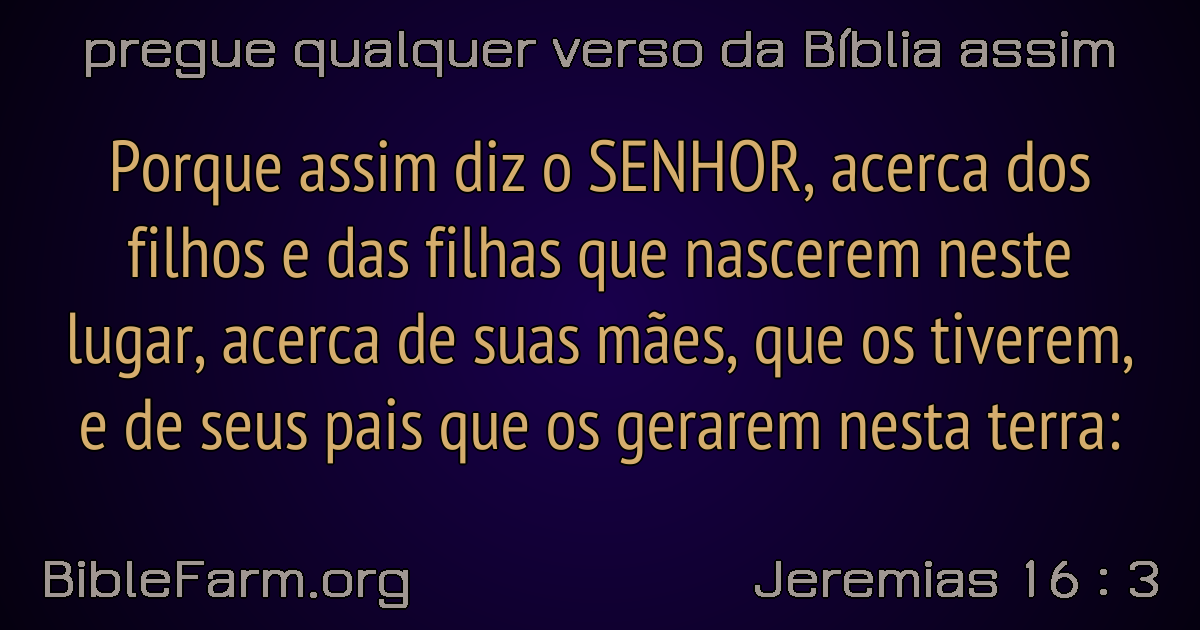 pregue qualquer verso da Bíblia assim
Porque assim diz o SENHOR, acerca dos
filhos e das filhas que nascerem neste
lugar, acerca de suas mães, que os tiverem,
e de seus pais que os gerarem nesta terra:
BibleFarm.org
Jeremias 16 : 3